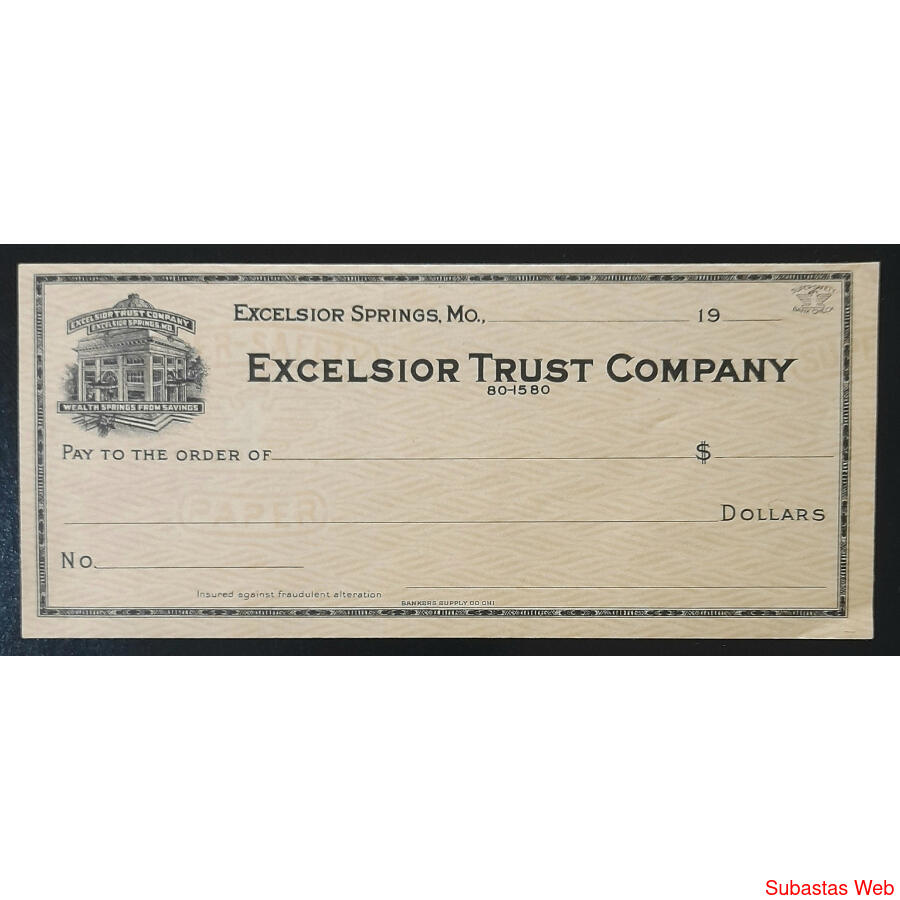 EXCELSIOR TRUST COMPANY
EXCELSIOR SPRINGS, MO.
WEALTH SPRINGS FROM SAVINGS
EXCELSIOR SPRINGS, MO., 19
EXCELSIOR TRUST COMPANY
80-1580
PAY TO THE ORDER OF $
DOLLARS
PAPER
No.
Insured against fraudulent alteration
BANKERS SUPPLY CO CHI
Subastas Web